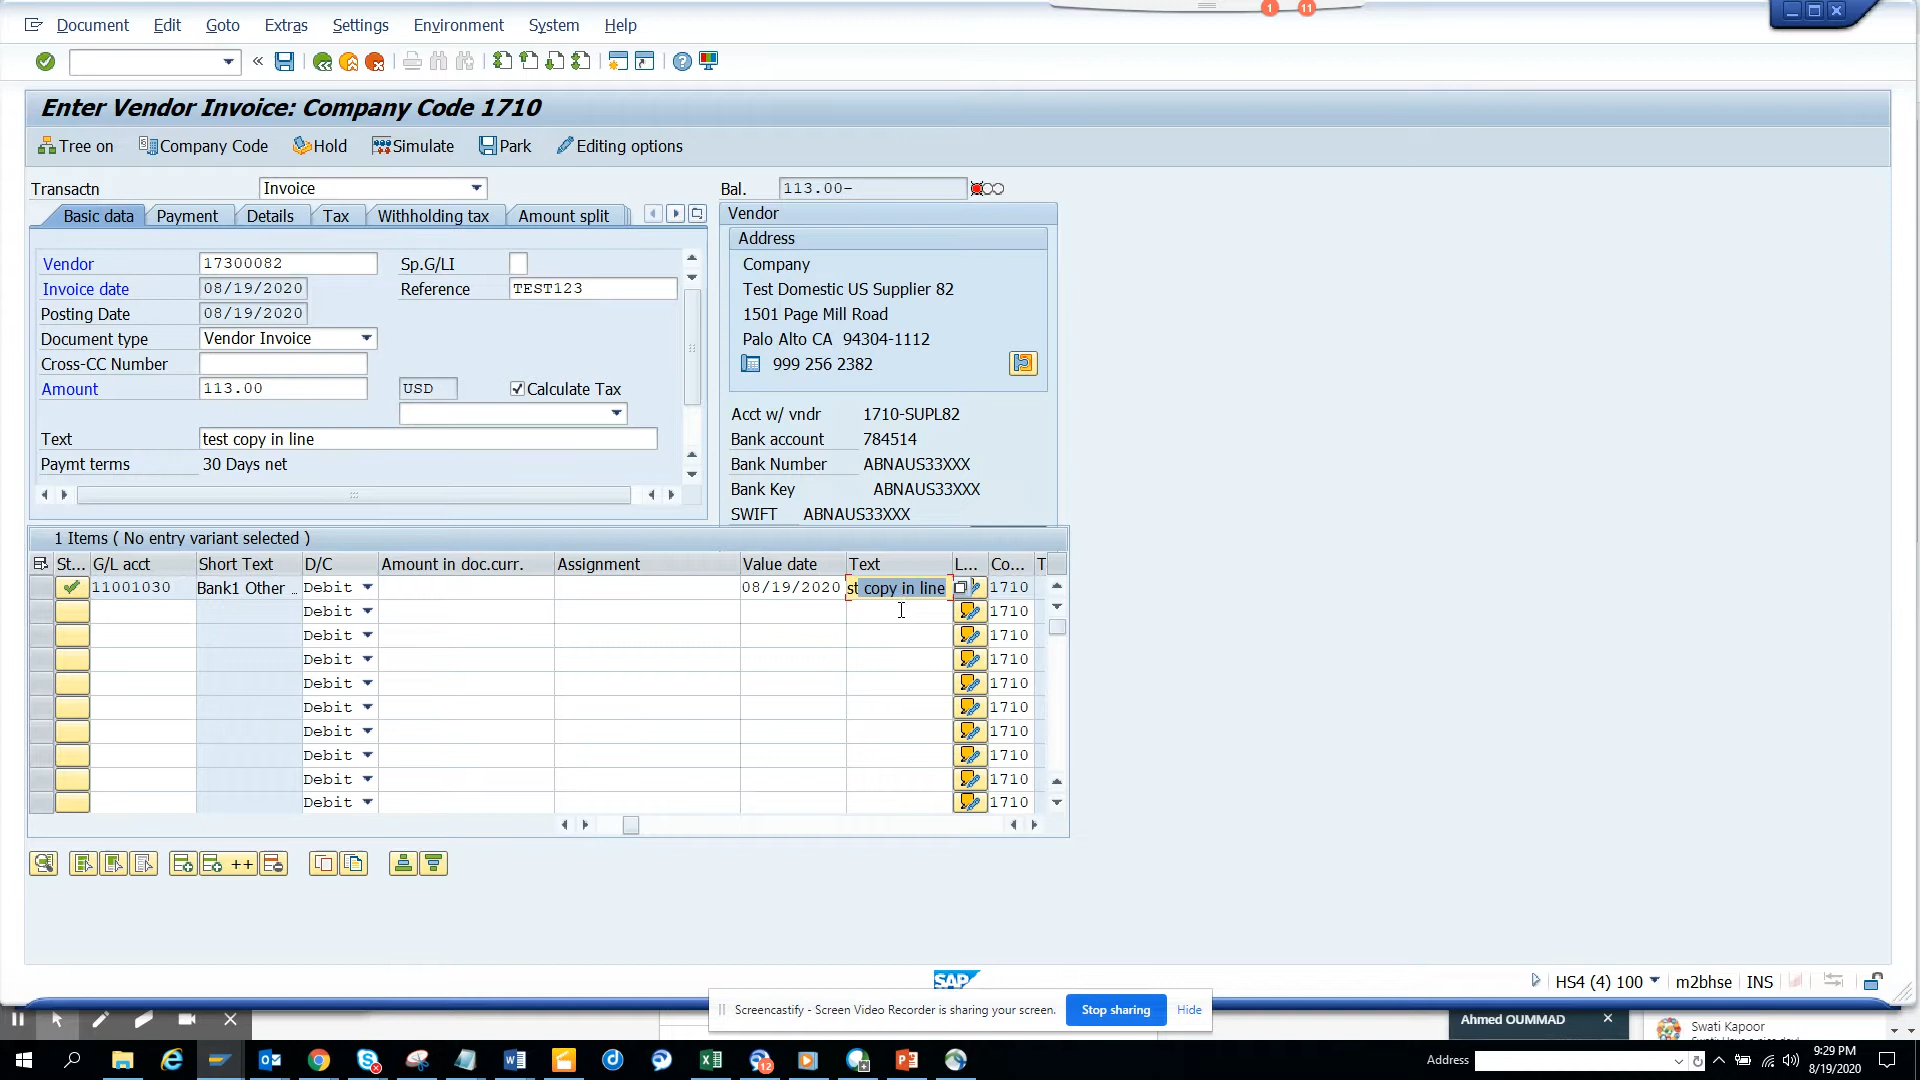 Document Edit Goto Extras Settings Environment System Help
«
1 11
Enter Vendor Invoice: Company Code 1710
Tree on Company Code Hold Simulate Park Editing options
Transactn Invoice Bal. 113.00-
Basic data Payment Details Tax Withholding tax Amount split
Vendor 17300082 Sp.G/LI
Invoice date 08/19/2020 Reference TEST123
Posting Date 08/19/2020
Document type Vendor Invoice
Cross-CC Number
Amount 113.00 USD Calculate Tax
Text test copy in line
Paymt terms 30 Days net
Vendor
Address
Company
Test Domestic US Supplier 82
1501 Page Mill Road
Palo Alto CA 94304-1112
999 256 2382
Acct w/ vndr 1710-SUPL82
Bank account 784514
Bank Number ABNAUS33XXX
Bank Key ABNAUS33XXX
SWIFT ABNAUS33XXX
1 Items ( No entry variant selected )
St... G/L acct Short Text D/C Amount in doc.curr. Assignment Value date Text L... Co... T
11001030 Bank1 Other .. Debit 08/19/2020 st copy in line 1710
Debit 1710
Debit 1710
Debit 1710
Debit 1710
Debit 1710
Debit 1710
Debit 1710
Debit 1710
Debit 1710
++
SAP
HS4 (4) 100 m2bhse INS
Screencastify - Screen Video Recorder is sharing your screen. Stop sharing Hide
Ahmed OUMMAD
Swati Kapoor
12
Address
9:29 PM
8/19/2020